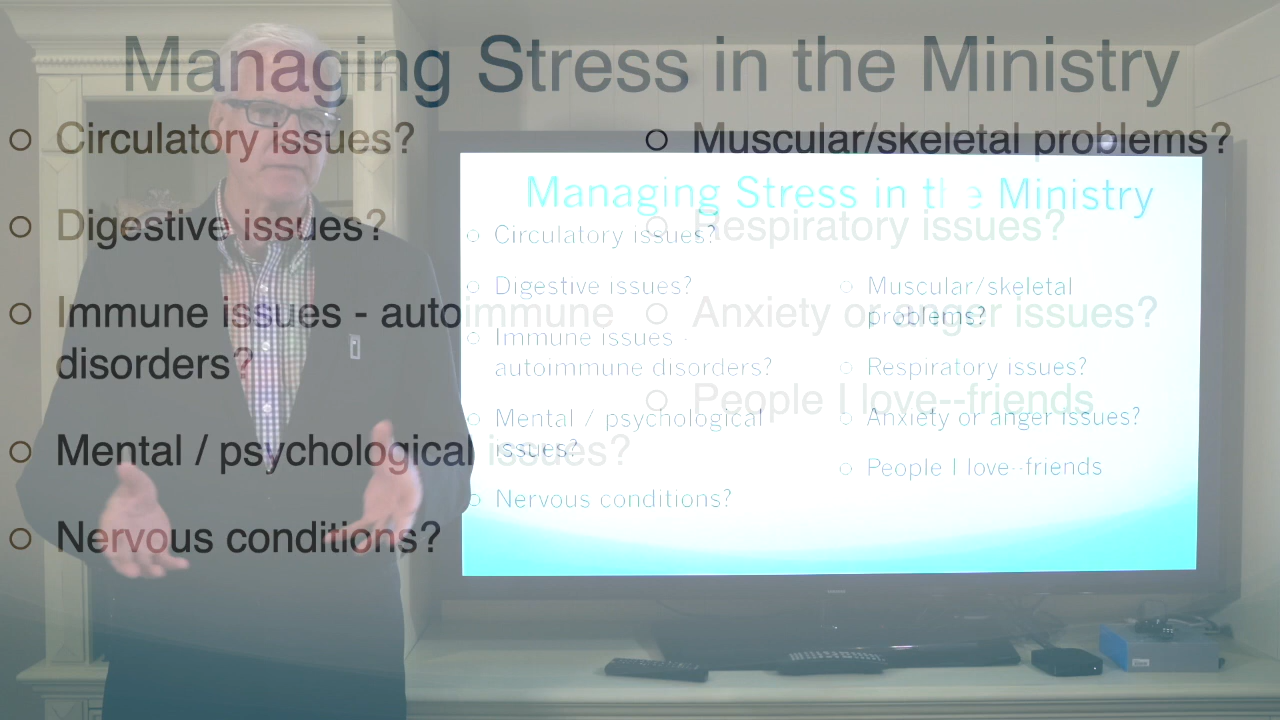 Managing Stress in the Ministry
Circulatory issues?
Digestive issues?
Immune issues - autoimmune
disorders?
Mental / psychological issues?
Nervous conditions?
Muscular/skeletal problems?
Respiratory issues?
Anxiety or anger issues?
People I love--friends
Managing Stress in the Ministry
Circulatory issues?
Digestive issues?
Immune issues -
autoimmune disorders?
Mental / psychological
issues?
Nervous conditions?
Muscular/skeletal
problems?
Respiratory issues?
Anxiety or anger issues?
People I love--friends